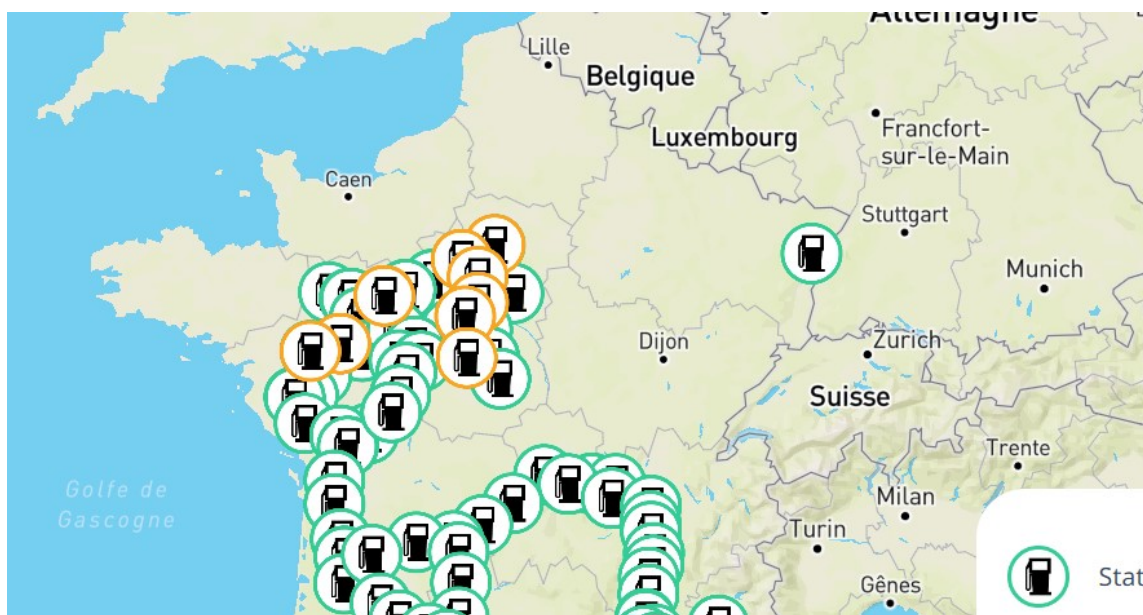 Allemagne
Lille
Belgique
Luxembourg
Francfort-
sur-le-Main
Caen
Stuttgart
Munich
Dijon
Zurich
Suisse
Trente
Golfe de
Gascogne
Milan
Turin
Gênes
Stat